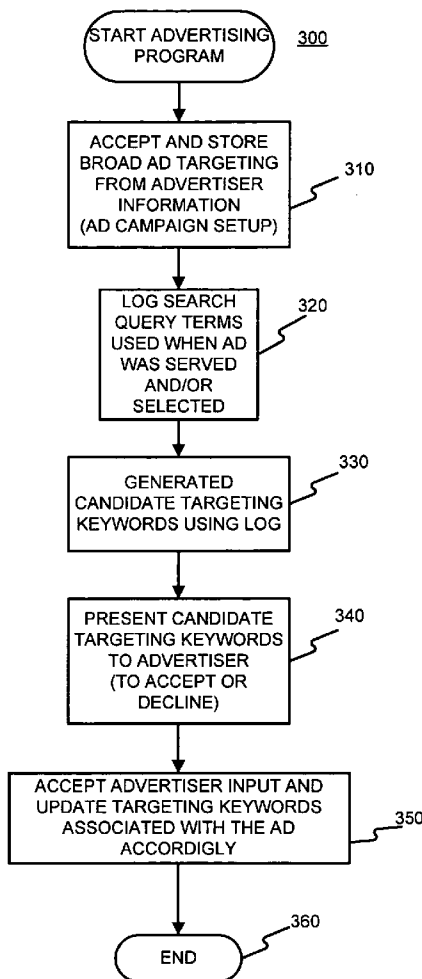 START ADVERTISING
PROGRAM
300
ACCEPT AND STORE
BROAD AD TARGETING
FROM ADVERTISER
INFORMATION
(AD CAMPAIGN SETUP)
310
LOG SEARCH
QUERY TERMS
USED WHEN AD
WAS SERVED
AND/OR
SELECTED
320
GENERATED
CANDIDATE TARGETING
KEYWORDS USING LOG
330
PRESENT CANDIDATE
TARGETING KEYWORDS
TO ADVERTISER
(TO ACCEPT OR
DECLINE)
340
ACCEPT ADVERTISER INPUT AND
UPDATE TARGETING KEYWORDS
ASSOCIATED WITH THE AD
ACCORDIGLY
350
END
360